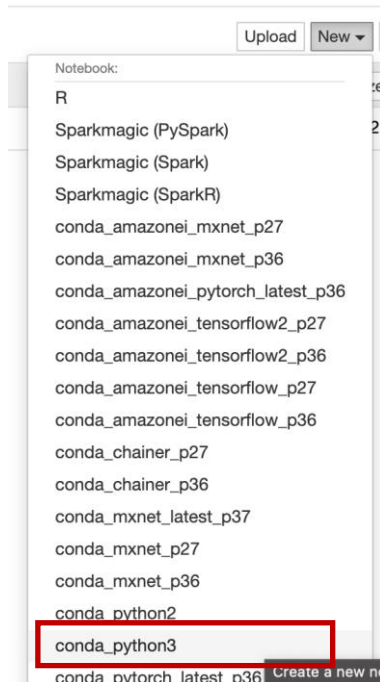 Upload New
Notebook:
R
Sparkmagic (PySpark)
2
Sparkmagic (Spark)
Sparkmagic (SparkR)
conda_amazonei_mxnet_p27
conda_amazonei_mxnet_p36
conda_amazonei_pytorch_latest_p36
conda_amazonei_tensorflow2_p27
conda_amazonei_tensorflow2_p36
conda_amazonei_tensorflow_p27
conda_amazonei_tensorflow_p36
conda_chainer_p27
conda_chainer_p36
conda_mxnet_latest_p37
conda_mxnet_p27
conda_mxnet_p36
conda_python2
conda_python3
conda_pytorch_latest_p36 Create a new